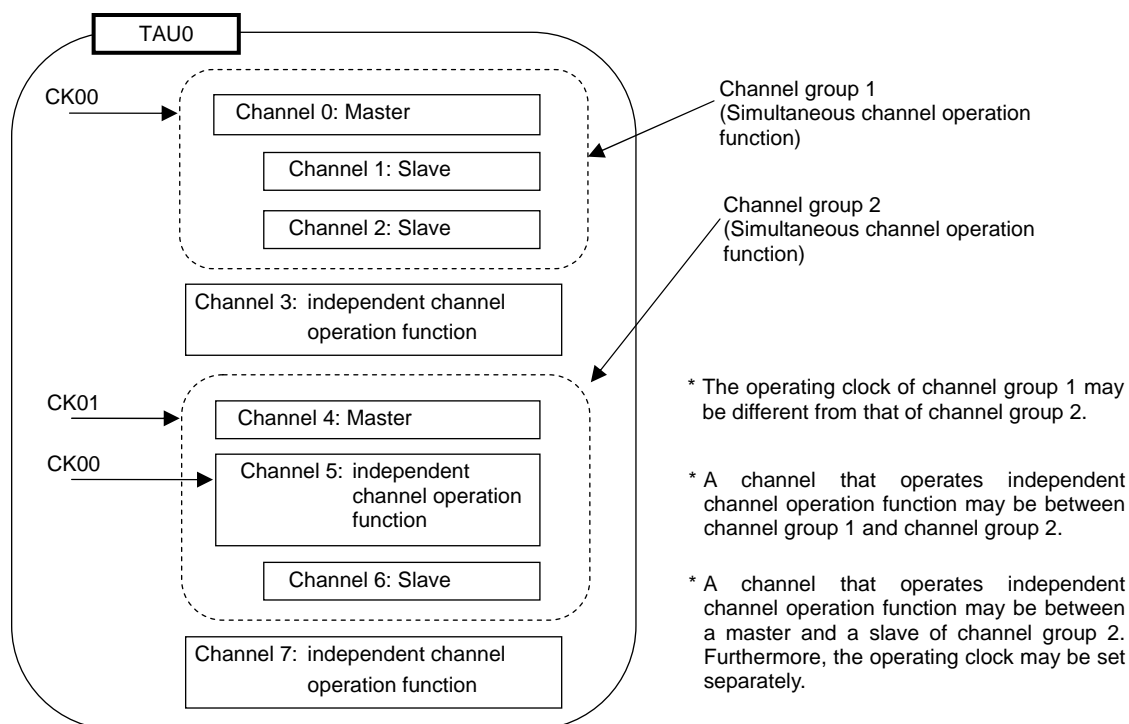 TAU0
CK00
Channel 0: Master
Channel 1: Slave
Channel 2: Slave
Channel group 1
(Simultaneous channel operation
function)
Channel 3: independent channel
operation function
Channel group 2
(Simultaneous channel operation
function)
CK01
Channel 4: Master
CK00
Channel 5: independent
channel operation
function
Channel 6: Slave
Channel 7: independent channel
operation function
* The operating clock of channel group 1 may
be different from that of channel group 2.
* A channel that operates independent
channel operation function may be between
channel group 1 and channel group 2.
* A channel that operates independent
channel operation function may be between
a master and a slave of channel group 2.
Furthermore, the operating clock may be set
separately.